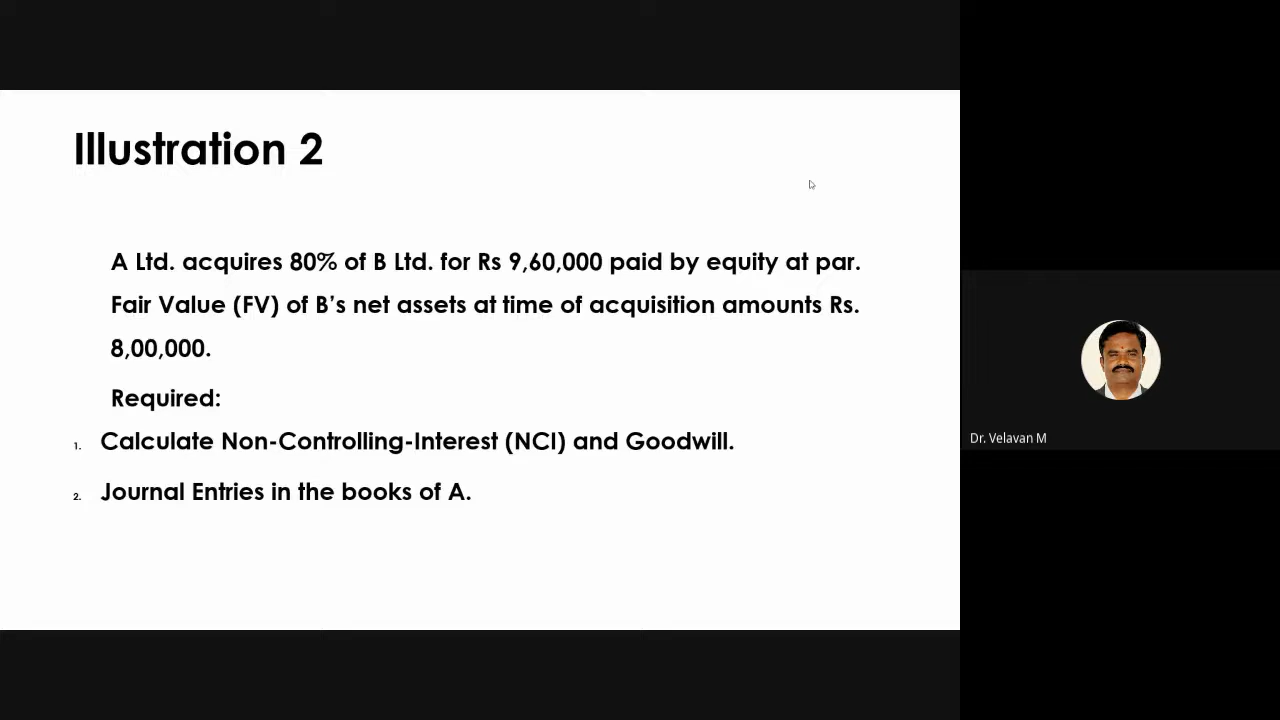 Illustration 2
A Ltd. acquires 80% of B Ltd. for Rs 9,60,000 paid by equity at par.
Fair Value (FV) of B’s net assets at time of acquisition amounts Rs.
8,00,000.
Required:
1. Calculate Non-Controlling-Interest (NCI) and Goodwill.
2. Journal Entries in the books of A.
Dr. Velavan M